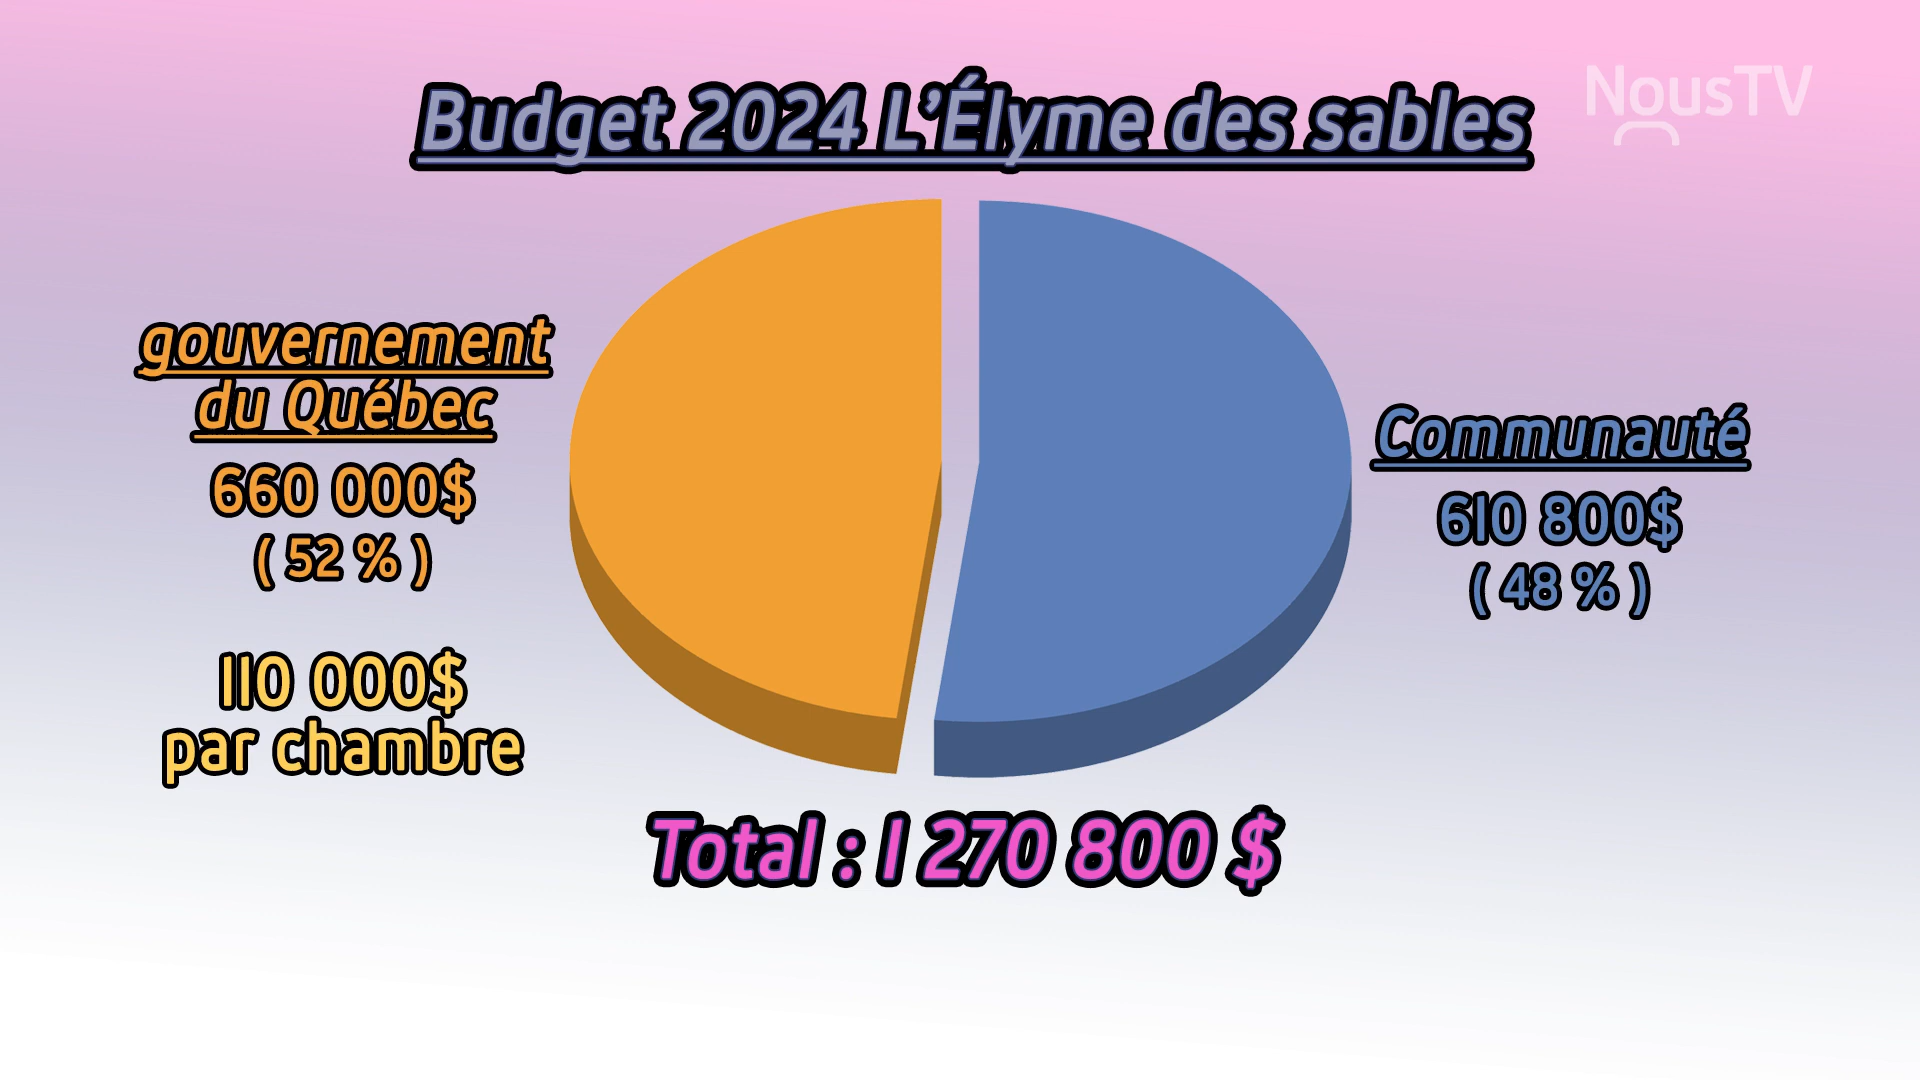 Budget 2024 L'Élyme des sables
NousTV
gouvernement
du Québec
660 000$
( 52 % )
110 000$
par chambre
Communauté
610 800$
( 48 % )
Total : 1 270 800 $